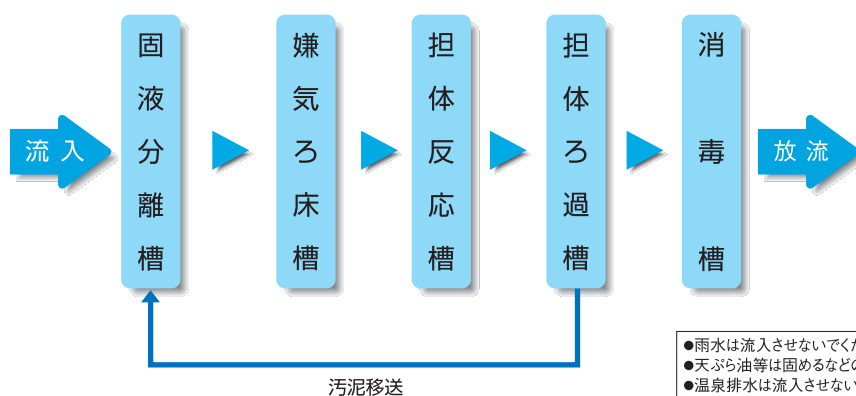 流入
固液分離槽
嫌気ろ床槽
担体反応槽
担体ろ過槽
消毒槽
放流
汚泥移送
●雨水は流入させないでくだ
●天ぷら油等は固めるなどの
●温泉排水は流入させない